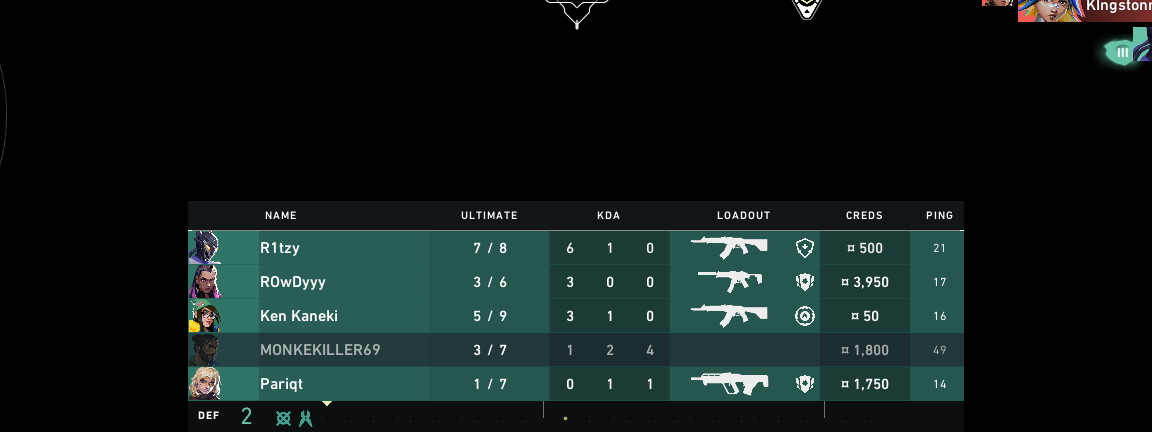 KIngstonn
III
NAME ULTIMATE KDA LOADOUT CREDS PING
R1tzy 7 / 8 6 1 0 ¤ 500 21
ROwDyyy 3 / 6 3 0 0 ¤ 3,950 17
Ken Kaneki 5 / 9 3 1 0 ¤ 50 16
MONKEKILLER69 3 / 7 1 2 4 ¤ 1,800 49
Pariqt 1 / 7 0 1 1 ¤ 1,750 14
DEF 2